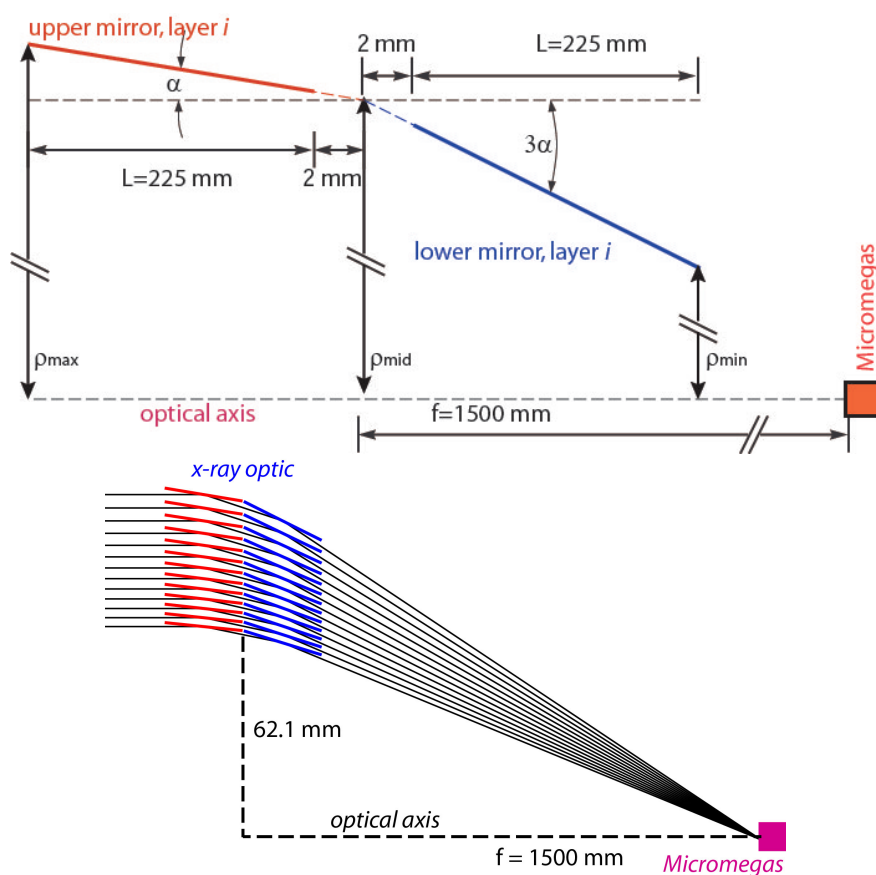 upper mirror, layer i
2 mm
L=225 mm
α
3α
L=225 mm
2 mm
lower mirror, layer i
Micromegas
ρmax
ρmid
ρmin
optical axis
f=1500 mm
x-ray optic
62.1 mm
optical axis
f = 1500 mm
Micromegas